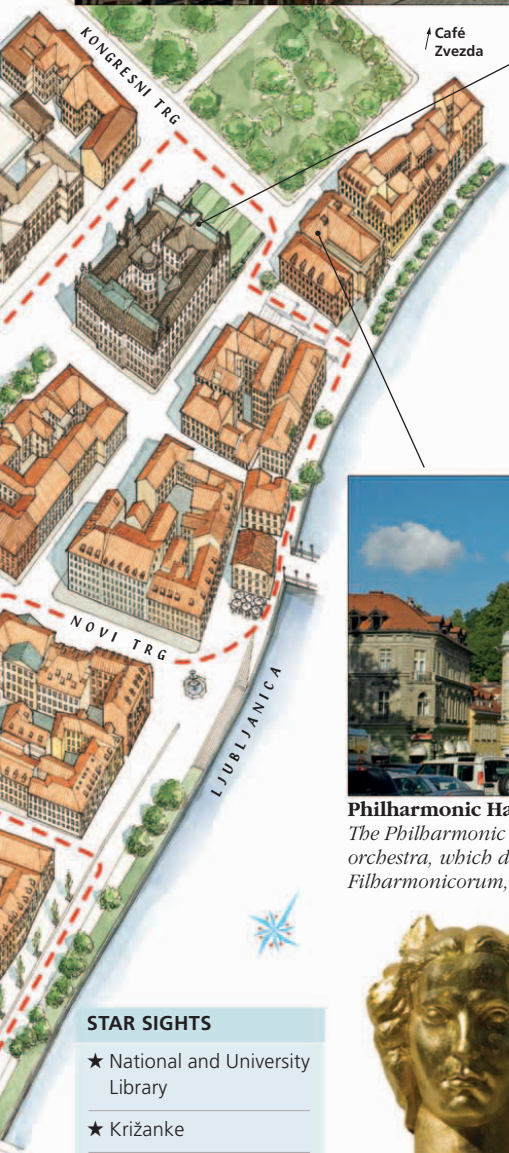 Café
Zvezda
KONGRESNI TRG
NOVI TRG
LJUBLJANICA
Philharmonic Ha
The Philharmonic
orchestra, which d
Filharmonicorum,
STAR SIGHTS
★ National and University
Library
★ Križanke